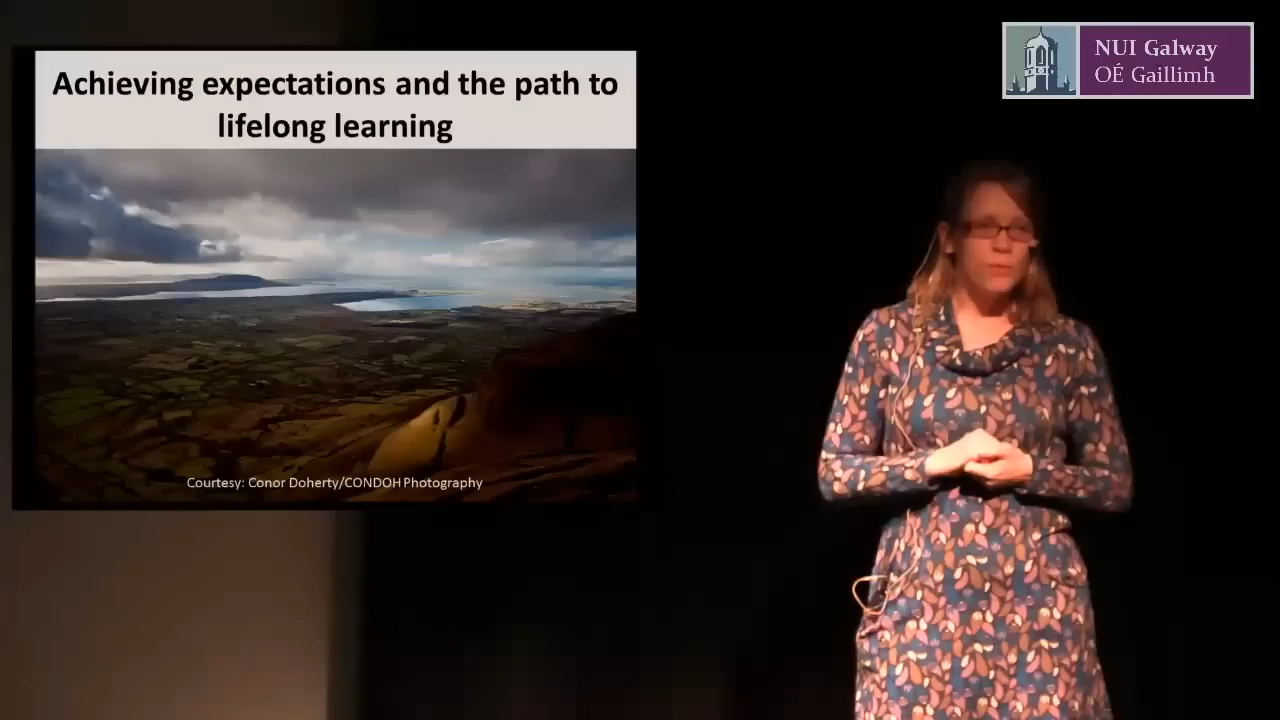 Achieving expectations and the path to
lifelong learning
Courtesy: Conor Doherty/CONDOH Photography
NUI Galway
OÉ Gaillimh